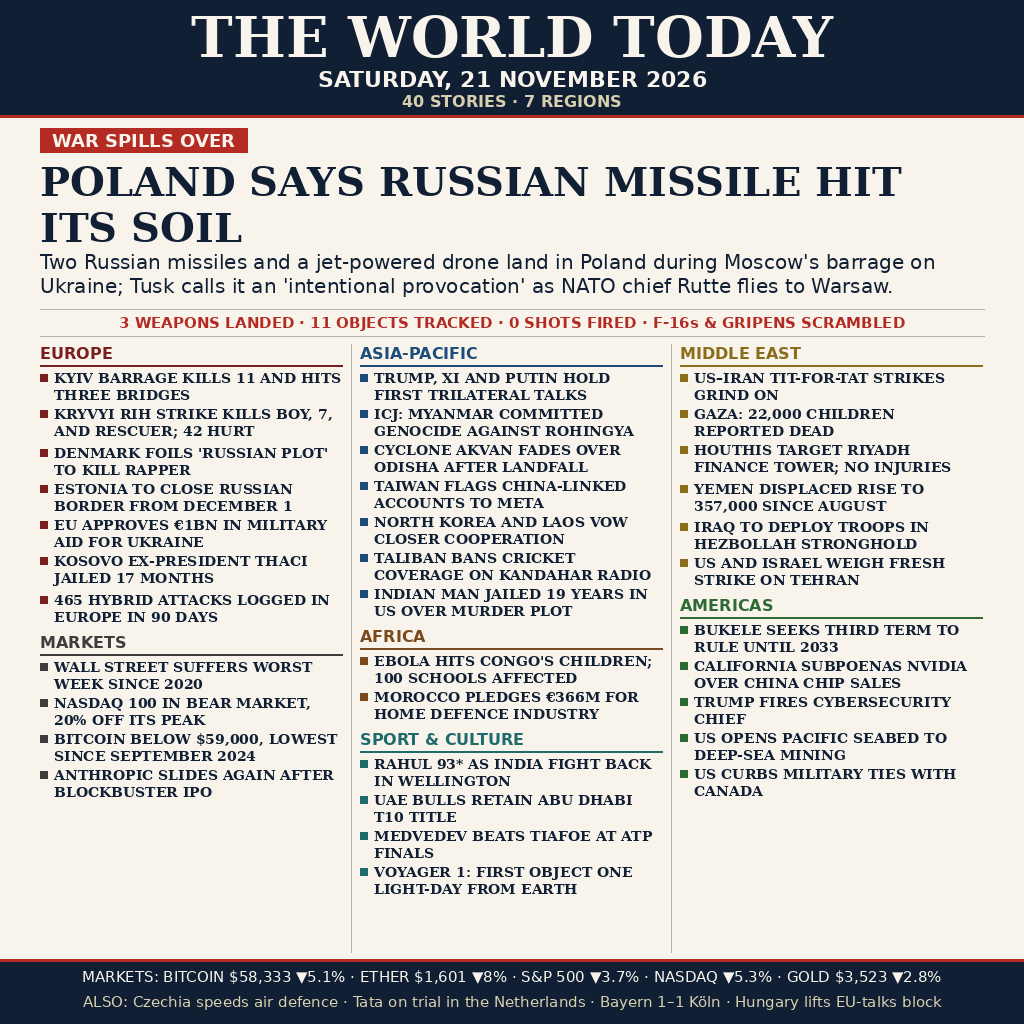 THE WORLD TODAY
SATURDAY, 21 NOVEMBER 2026
40 STORIES · 7 REGIONS
WAR SPILLS OVER
POLAND SAYS RUSSIAN MISSILE HIT
ITS SOIL
Two Russian missiles and a jet-powered drone land in Poland during Moscow's barrage on
Ukraine; Tusk calls it an 'intentional provocation' as NATO chief Rutte flies to Warsaw.
3 WEAPONS LANDED · 11 OBJECTS TRACKED · 0 SHOTS FIRED · F-16s & GRIPENS SCRAMBLED
EUROPE
KYIV BARRAGE KILLS 11 AND HITS
THREE BRIDGES
KRYVYI RIH STRIKE KILLS BOY, 7,
AND RESCUER; 42 HURT
DENMARK FOILS 'RUSSIAN PLOT'
TO KILL RAPPER
ESTONIA TO CLOSE RUSSIAN
BORDER FROM DECEMBER 1
EU APPROVES €1BN IN MILITARY
AID FOR UKRAINE
KOSOVO EX-PRESIDENT THACI
JAILED 17 MONTHS
465 HYBRID ATTACKS LOGGED IN
EUROPE IN 90 DAYS
MARKETS
WALL STREET SUFFERS WORST
WEEK SINCE 2020
NASDAQ 100 IN BEAR MARKET,
20% OFF ITS PEAK
BITCOIN BELOW $59,000, LOWEST
SINCE SEPTEMBER 2024
ANTHROPIC SLIDES AGAIN AFTER
BLOCKBUSTER IPO
ASIA-PACIFIC
TRUMP, XI AND PUTIN HOLD
FIRST TRILATERAL TALKS
ICJ: MYANMAR COMMITTED
GENOCIDE AGAINST ROHINGYA
CYCLONE AKVAN FADES OVER
ODISHA AFTER LANDFALL
TAIWAN FLAGS CHINA-LINKED
ACCOUNTS TO META
NORTH KOREA AND LAOS VOW
CLOSER COOPERATION
TALIBAN BANS CRICKET
COVERAGE ON KANDAHAR RADIO
INDIAN MAN JAILED 19 YEARS IN
US OVER MURDER PLOT
AFRICA
EBOLA HITS CONGO'S CHILDREN;
100 SCHOOLS AFFECTED
MOROCCO PLEDGES €366M FOR
HOME DEFENCE INDUSTRY
SPORT & CULTURE
RAHUL 93* AS INDIA FIGHT BACK
IN WELLINGTON
UAE BULLS RETAIN ABU DHABI
T10 TITLE
MEDVEDEV BEATS TIAFOE AT ATP
FINALS
VOYAGER 1: FIRST OBJECT ONE
LIGHT-DAY FROM EARTH
MIDDLE EAST
US–IRAN TIT-FOR-TAT STRIKES
GRIND ON
GAZA: 22,000 CHILDREN
REPORTED DEAD
HOUTHIS TARGET RIYADH
FINANCE TOWER; NO INJURIES
YEMEN DISPLACED RISE TO
357,000 SINCE AUGUST
IRAQ TO DEPLOY TROOPS IN
HEZBOLLAH STRONGHOLD
US AND ISRAEL WEIGH FRESH
STRIKE ON TEHRAN
AMERICAS
BUKELE SEEKS THIRD TERM TO
RULE UNTIL 2033
CALIFORNIA SUBPOENAS NVIDIA
OVER CHINA CHIP SALES
TRUMP FIRES CYBERSECURITY
CHIEF
US OPENS PACIFIC SEABED TO
DEEP-SEA MINING
US CURBS MILITARY TIES WITH
CANADA
MARKETS: BITCOIN $58,333 ▼5.1% · ETHER $1,601 ▼8% · S&P 500 ▼3.7% · NASDAQ ▼5.3% · GOLD $3,523 ▼2.8%
ALSO: Czechia speeds air defence · Tata on trial in the Netherlands · Bayern 1–1 Köln · Hungary lifts EU-talks block